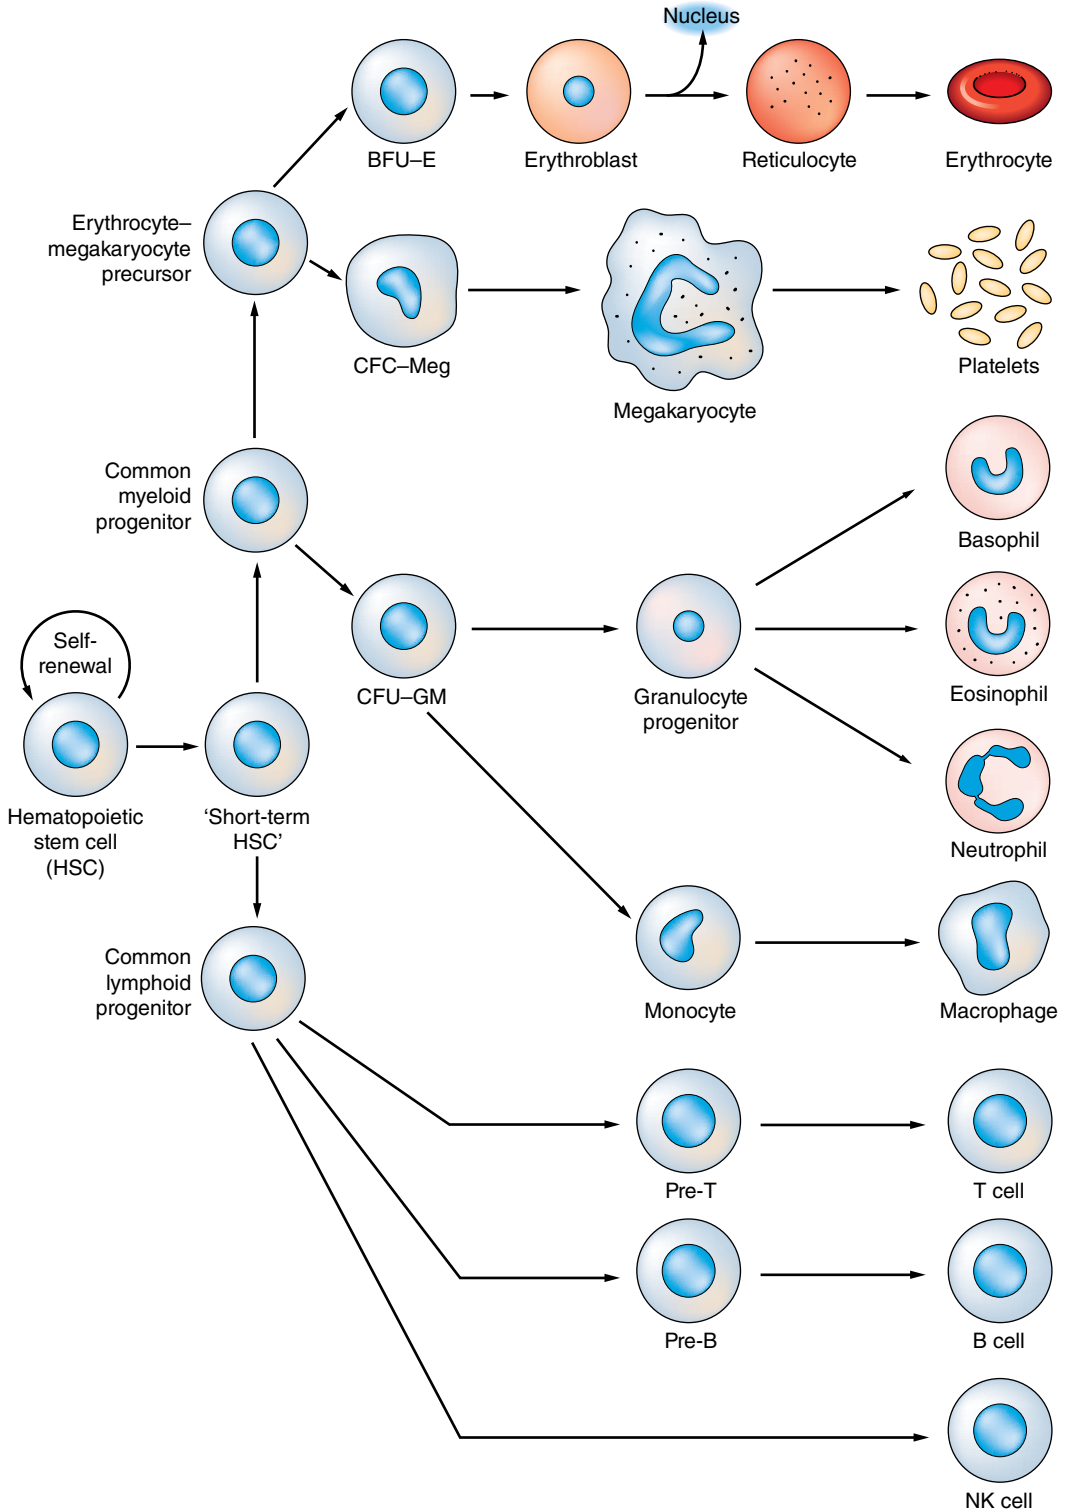 Nucleus
BFU–E
Erythroblast
Reticulocyte
Erythrocyte
Erythrocyte–
megakaryocyte
precursor
CFC–Meg
Megakaryocyte
Platelets
Common
myeloid
progenitor
Basophil
Self-
renewal
CFU–GM
Granulocyte
progenitor
Eosinophil
Hematopoietic
stem cell
(HSC)
‘Short-term
HSC’
Neutrophil
Common
lymphoid
progenitor
Monocyte
Macrophage
Pre-T
T cell
Pre-B
B cell
NK cell